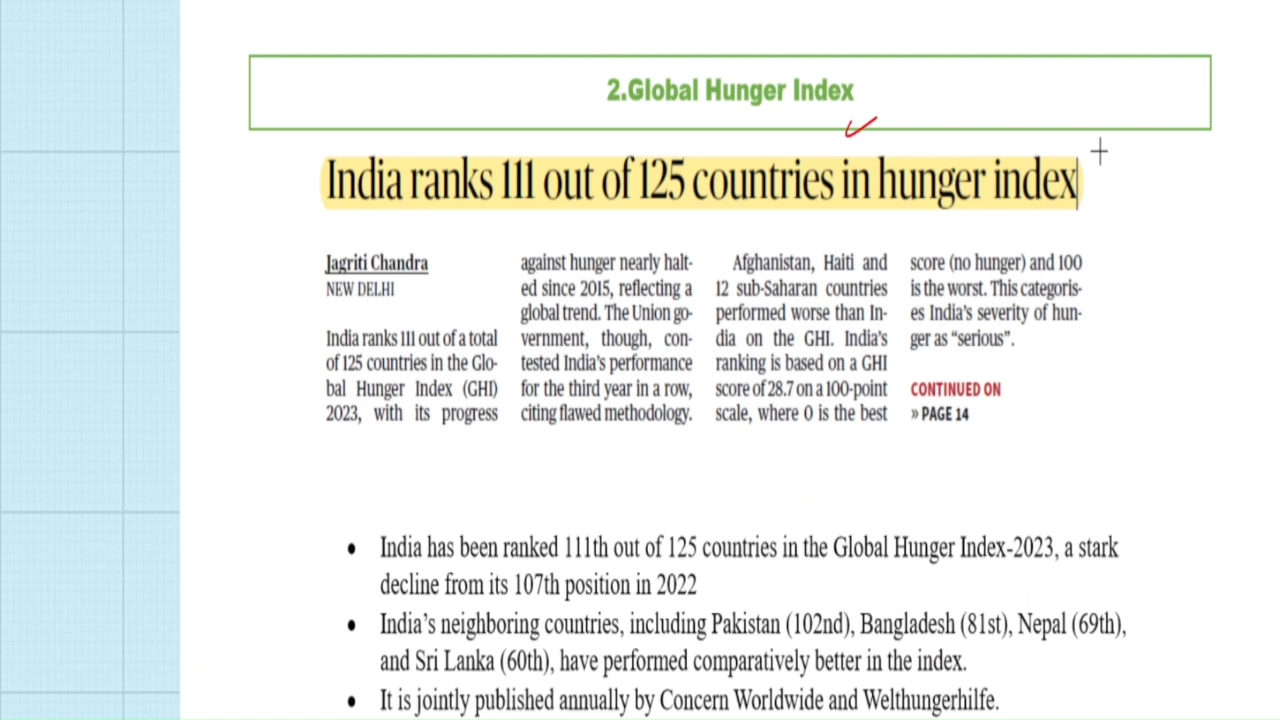 2.Global Hunger Index
India ranks 111 out of 125 countries in hunger index
Jagriti Chandra
NEW DELHI
India ranks 111 out of a total
of 125 countries in the Glo-
bal Hunger Index (GHI)
2023, with its progress
against hunger nearly halt-
ed since 2015, reflecting a
global trend. The Union go-
vernment, though, con-
tested India's performance
for the third year in a row,
citing flawed methodology.
Afghanistan, Haiti and
12 sub-Saharan countries
performed worse than In-
dia on the GHI. India's
ranking is based on a GHI
score of 28.7 on a 100-point
scale, where 0 is the best
score (no hunger) and 100
is the worst. This categoris-
es India's severity of hun-
ger as "serious".
CONTINUED ON
» PAGE 14
• India has been ranked 111th out of 125 countries in the Global Hunger Index-2023, a stark
decline from its 107th position in 2022
• India's neighboring countries, including Pakistan (102nd), Bangladesh (81st), Nepal (69th),
and Sri Lanka (60th), have performed comparatively better in the index.
• It is jointly published annually by Concern Worldwide and Welthungerhilfe.